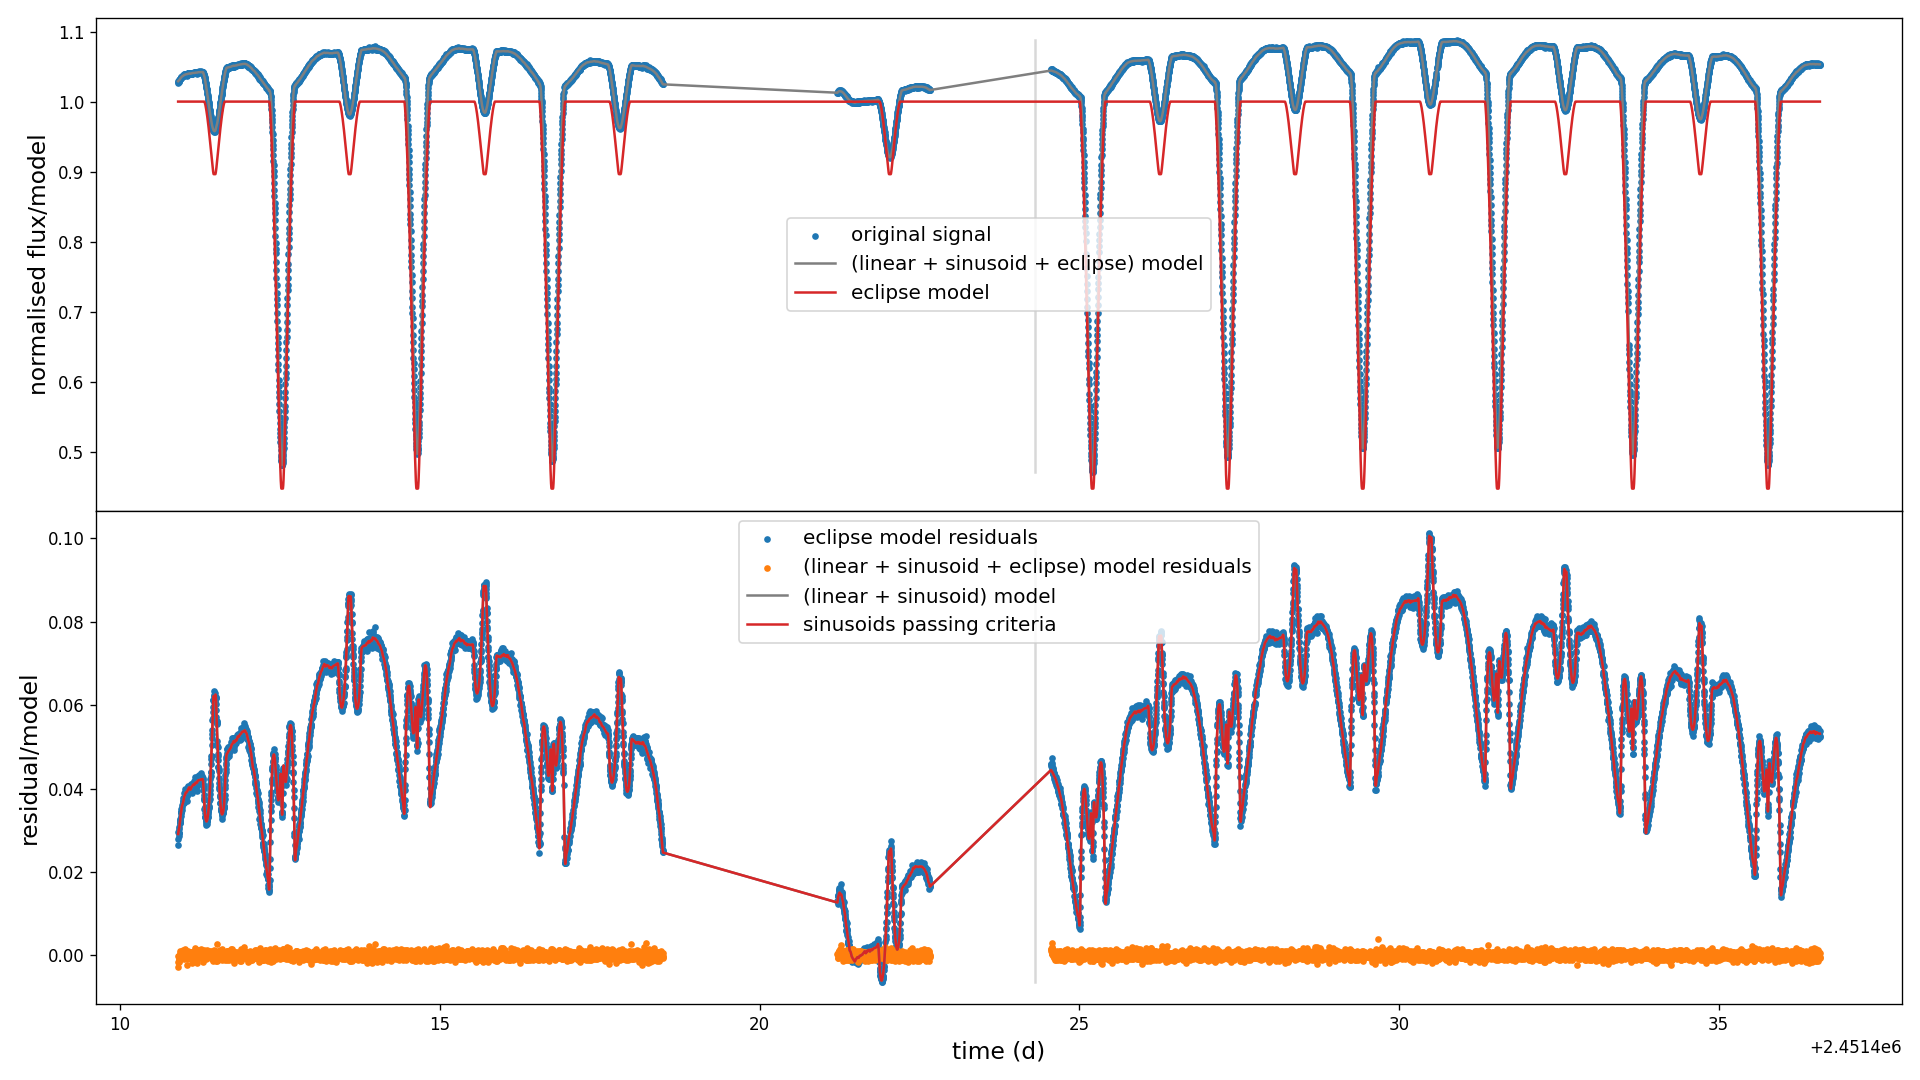 1.1
1.0
0.9
0.8
0.7
0.6
0.5
normalised flux/model
original signal
(linear + sinusoid + eclipse) model
eclipse model
0.10
0.08
0.06
0.04
0.02
0.00
residual/model
eclipse model residuals
(linear + sinusoid + eclipse) model residuals
(linear + sinusoid) model
sinusoids passing criteria
10 15 20 25 30 35
time (d)
+2.4514e6